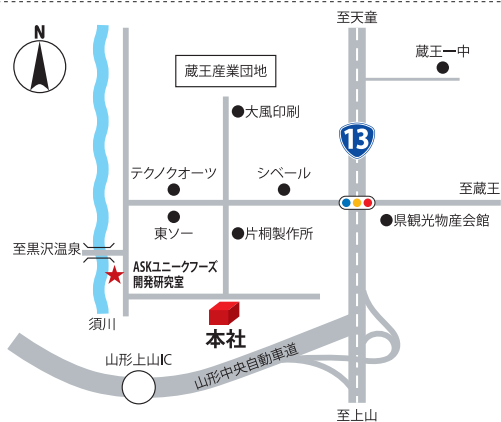 至天童
N
蔵王一中
蔵王産業団地
大風印刷
13
テクノクオーツ
シベール
至蔵王
東ソー
片桐製作所
県観光物産会館
至黒沢温泉
ASKユニークフーズ
開発研究室
須川
本社
山形上山IC
山形中央自動車道
至上山